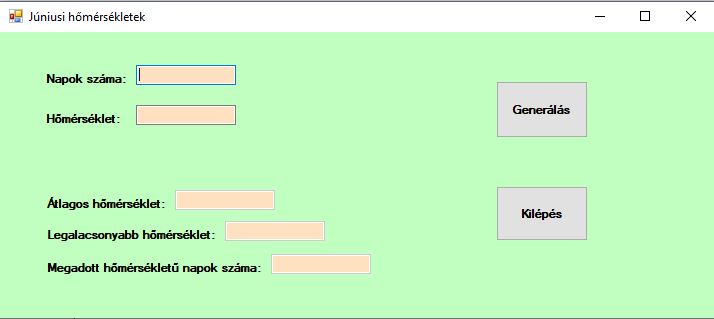 Júniusi hőmérsékletek
Napok száma:
Hőmérséklet:
Generálás
Átlagos hőmérséklet:
Legalacsonyabb hőmérséklet:
Kilépés
Megadott hőmérsékletű napok száma: